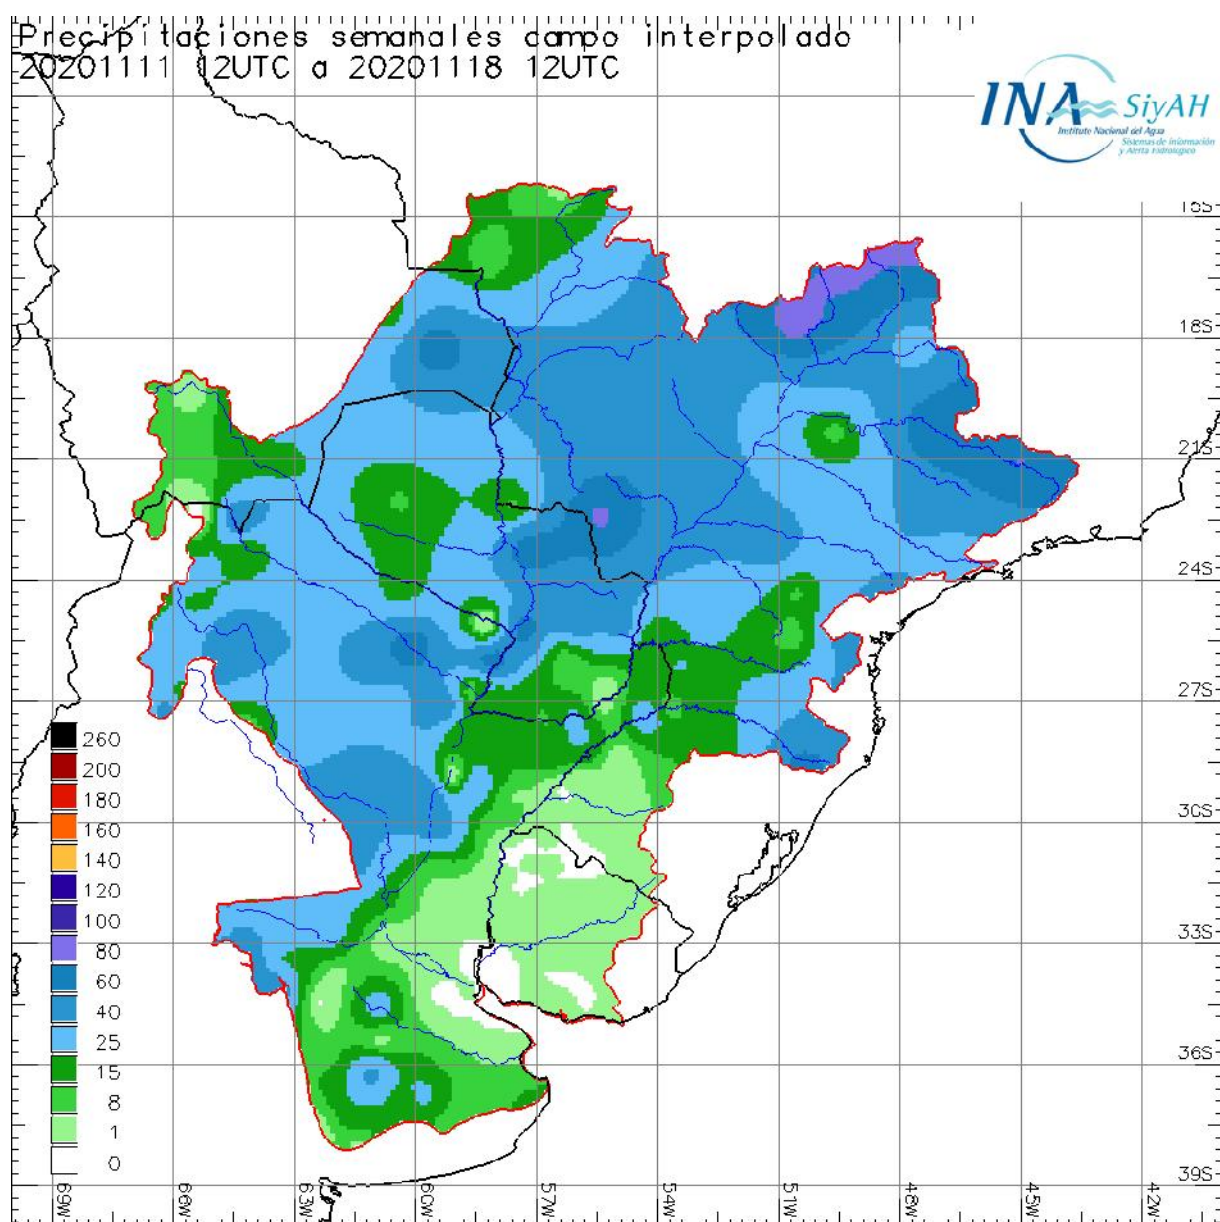 Precipitaciones semanales campo interpolado
20201111 12UTC a 20201118 12UTC
INA SiyAH
Instituto Nacional del Agua
Sistemas de Información
y Alerta Hidrológico
15S
18S
21S
24S
27S
30S
33S
36S
39S
260
200
180
160
140
120
100
80
60
40
25
15
8
1
0
69W
66W
63W
60W
57W
54W
51W
48W
45W
42W